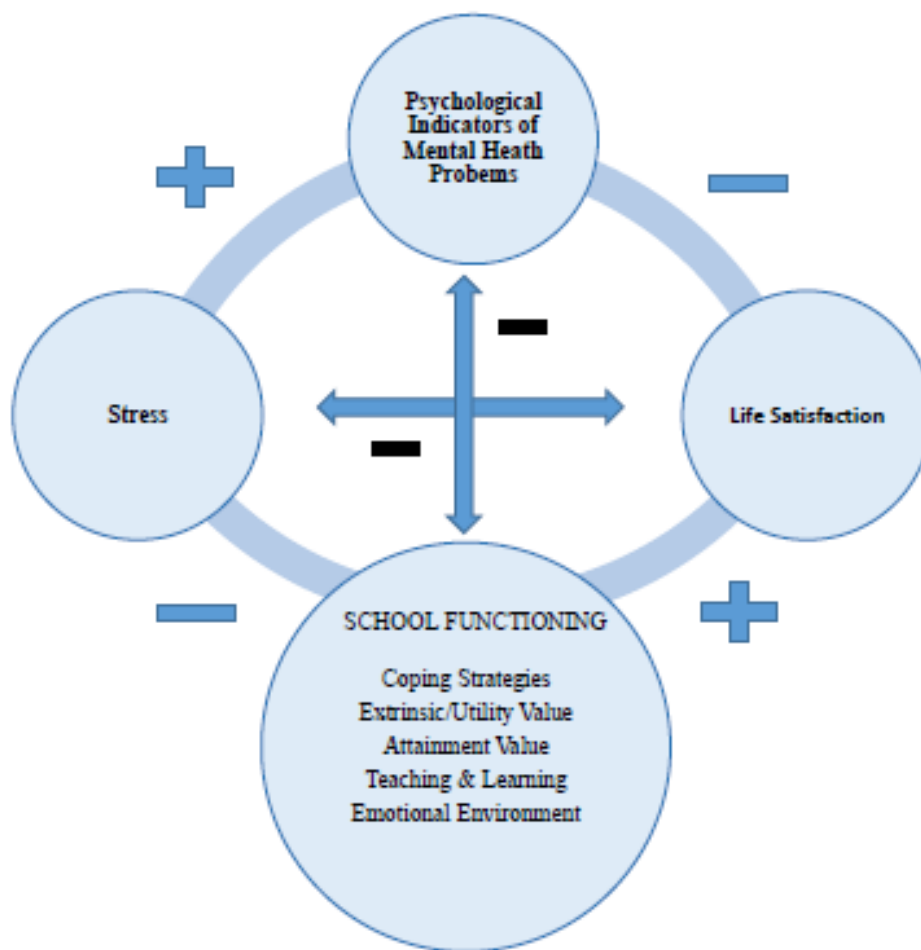 Psychological
Indicators of
Mental Heath
Probems
Stress
Life Satisfaction
SCHOOL FUNCTIONING
Coping Strategies
Extrinsic/Utility Value
Attainment Value
Teaching & Learning
Emotional Environment